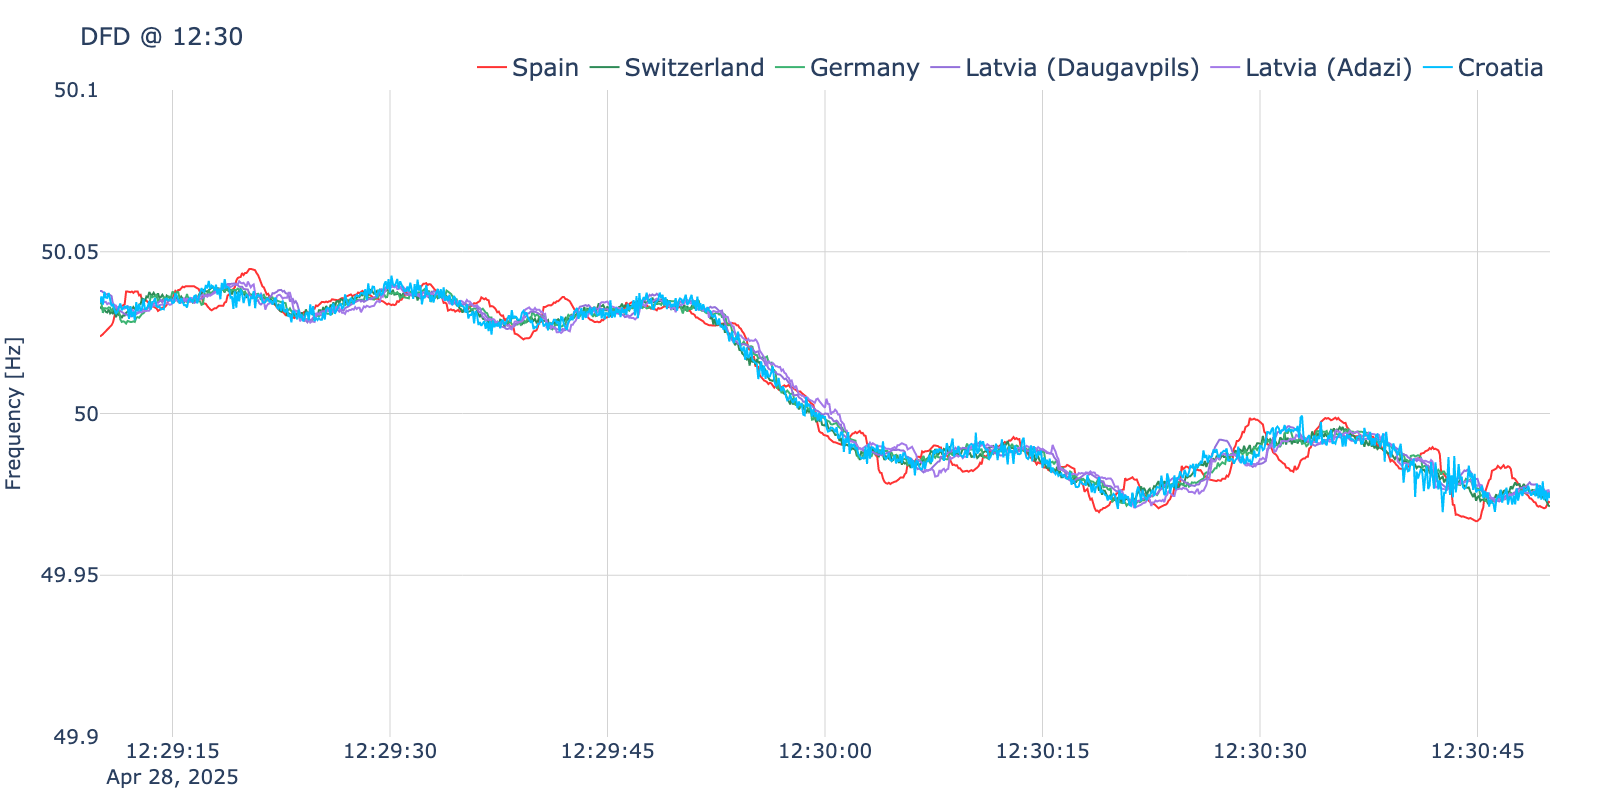 DFD @ 12:30
Spain Switzerland Germany Latvia (Daugavpils) Latvia (Adazi) Croatia
50.1
50.05
50
49.95
49.9
Frequency [Hz]
12:29:15 12:29:30 12:29:45 12:30:00 12:30:15 12:30:30 12:30:45
Apr 28, 2025